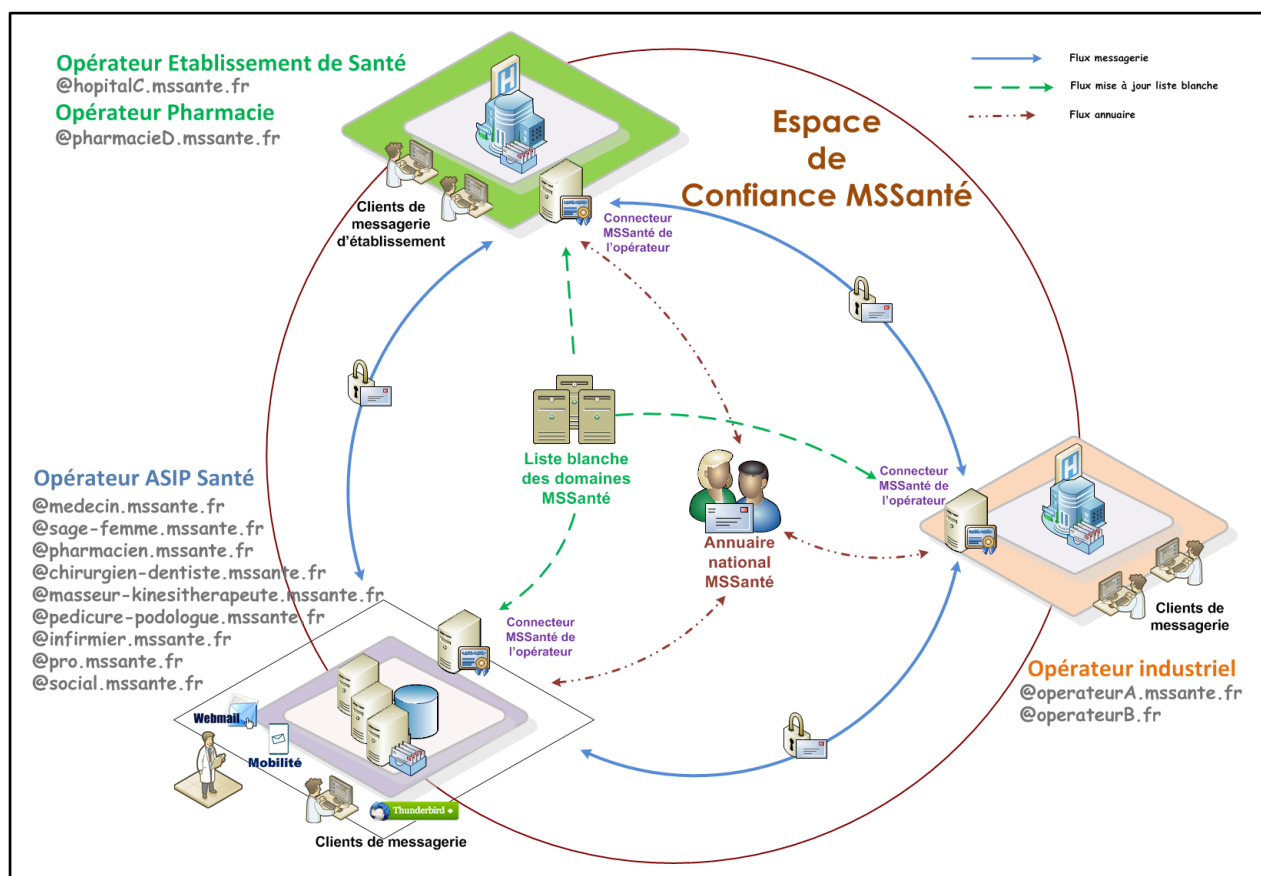 Opérateur Etablissement de Santé
@hopitalC.mssante.fr
Opérateur Pharmacie
@pharmacieD.mssante.fr
Flux messagerie
Flux mise à jour liste blanche
Flux annuaire
Espace
de
Confiance MSSanté
H
Clients de
messagerie
d'établissement
Connecteur
MSSanté de
l'opérateur
Liste blanche
des domaines
MSSanté
Annuaire
national
MSSanté
Connecteur
MSSanté de
l'opérateur
H
Clients de
messagerie
Opérateur industriel
@operateurA.mssante.fr
@operateurB.fr
Opérateur ASIP Santé
@medecin.mssante.fr
@sage-femme.mssante.fr
@pharmacien.mssante.fr
@chirurgien-dentiste.mssante.fr
@masseur-kinesitherapeute.mssante.fr
@pedicure-podologue.mssante.fr
@infirmier.mssante.fr
@pro.mssante.fr
@social.mssante.fr
Connecteur
MSSanté de
l'opérateur
Webmail
Mobilité
Thunderbird
Clients de messagerie